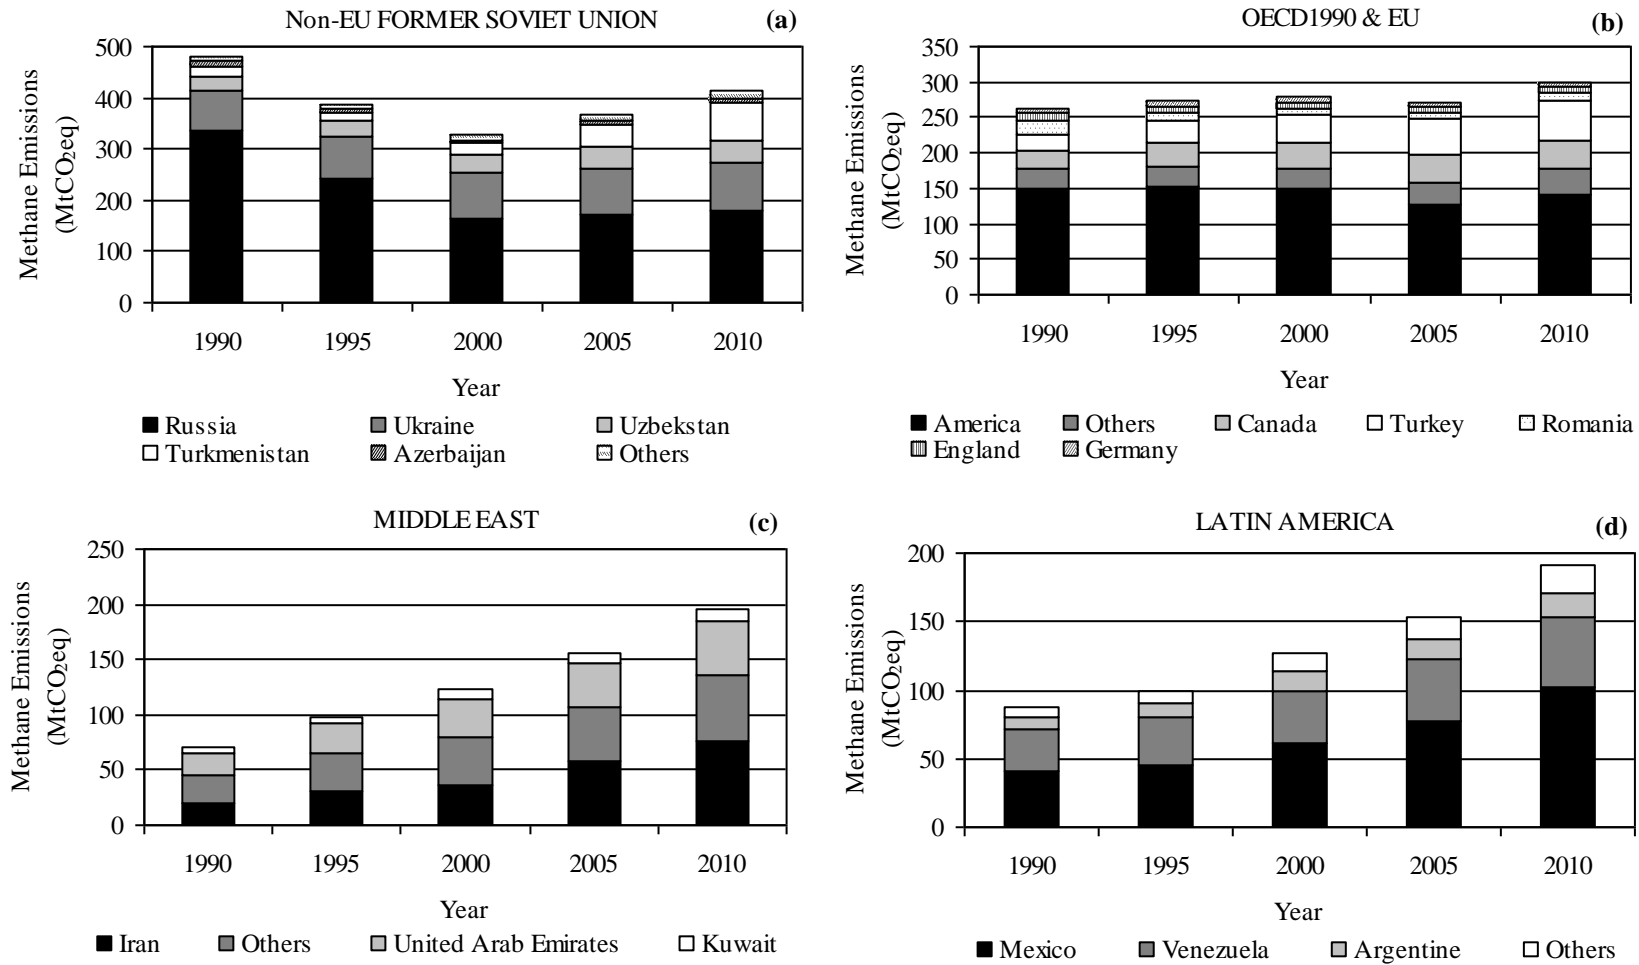 Non-EU FORMER SOVIET UNION (a)
Methane Emissions
(MtCO₂eq)
500
400
300
200
100
0
1990 1995 2000 2005 2010
Year
Russia Ukraine Uzbekstan
Turkmenistan Azerbaijan Others
OECD1990 & EU (b)
Methane Emissions
(MtCO₂eq)
350
300
250
200
150
100
50
0
1990 1995 2000 2005 2010
Year
America Others Canada Turkey Romania
England Germany
MIDDLE EAST (c)
Methane Emissions
(MtCO₂eq)
250
200
150
100
50
0
1990 1995 2000 2005 2010
Year
Iran Others United Arab Emirates Kuwait
LATIN AMERICA (d)
Methane Emissions
(MtCO₂eq)
200
150
100
50
0
1990 1995 2000 2005 2010
Year
Mexico Venezuela Argentine Others